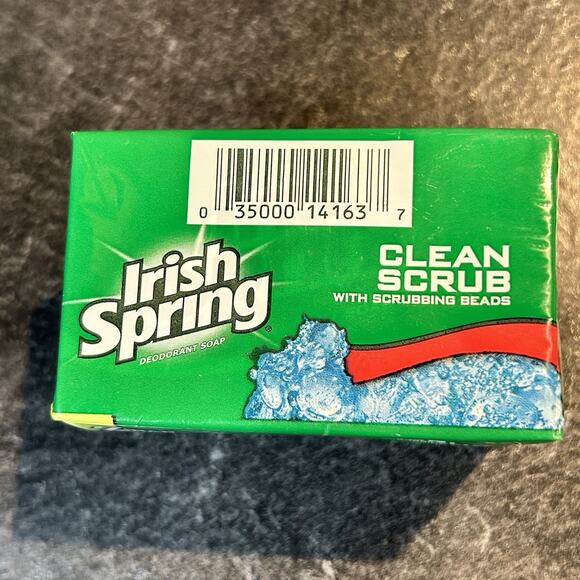 0 35000 14163 7
Irish
Spring®
DEODORANT SOAP
CLEAN
SCRUB
WITH SCRUBBING BEADS